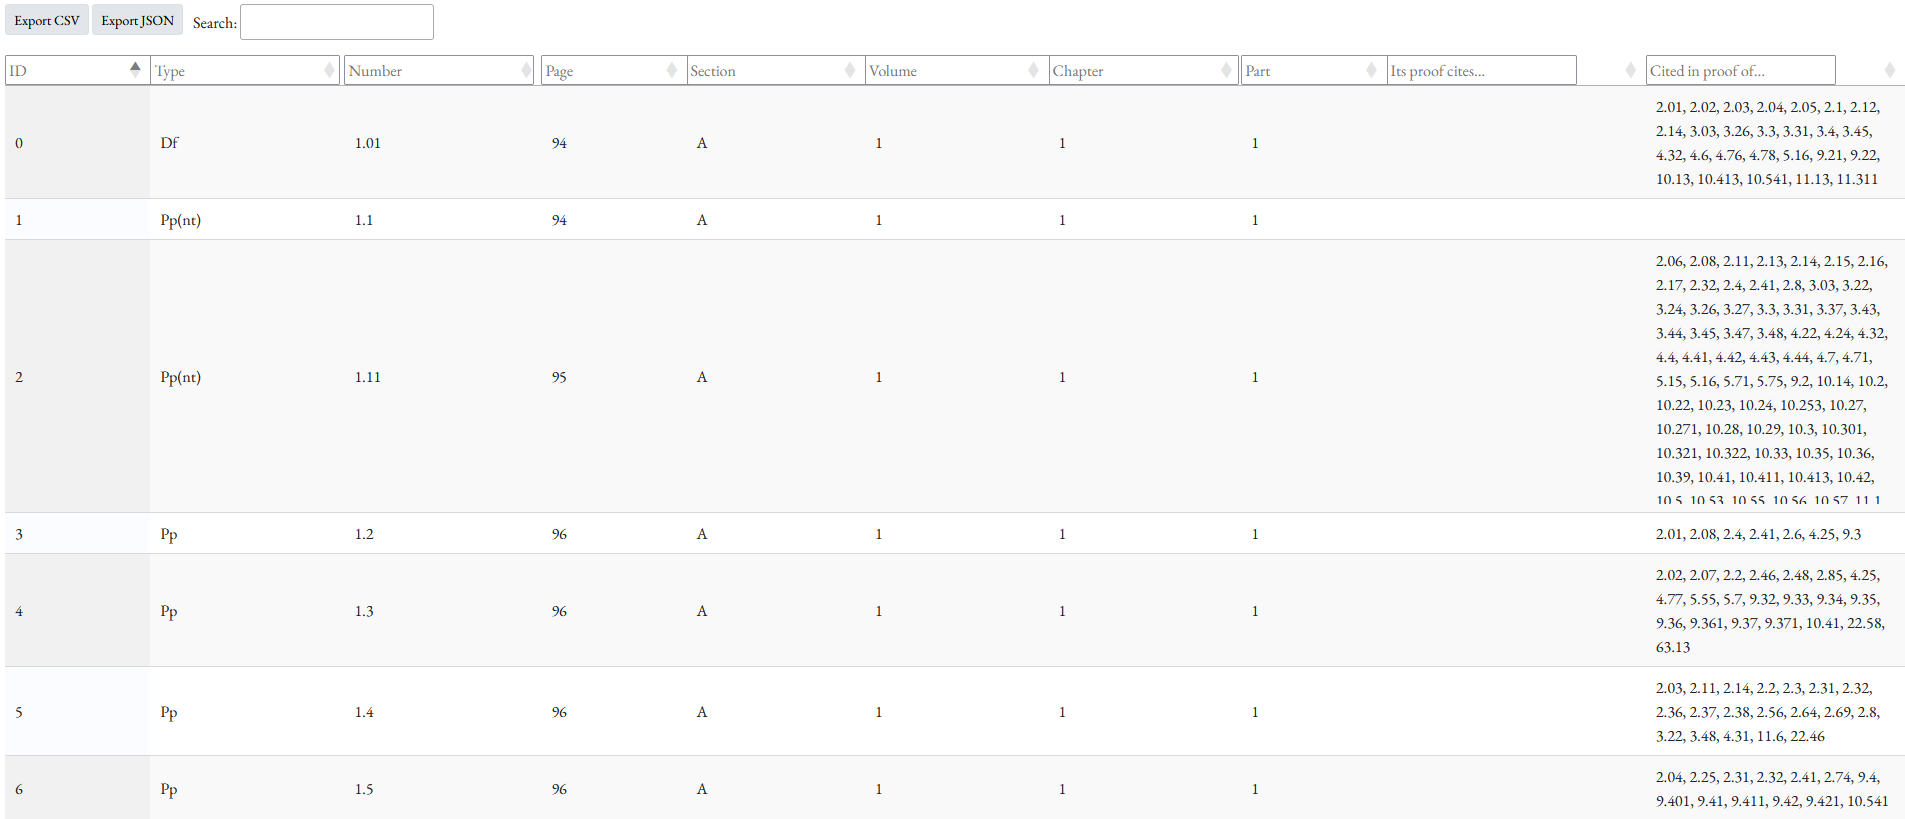 Export CSV Export JSON Search:
ID Type Number Page Section Volume Chapter Part Its proof cites... Cited in proof of...
2.01, 2.02, 2.03, 2.04, 2.05, 2.1, 2.12,
2.14, 3.03, 3.26, 3.3, 3.31, 3.4, 3.45,
0 Df 1.01 94 A 1 1 1
4.32, 4.6, 4.76, 4.78, 5.16, 9.21, 9.22,
10.13, 10.413, 10.541, 11.13, 11.311
1 Pp(nt) 1.1 94 A 1 1 1
2.06, 2.08, 2.11, 2.13, 2.14, 2.15, 2.16,
2.17, 2.32, 2.4, 2.41, 2.8, 3.03, 3.22,
3.24, 3.26, 3.27, 3.3, 3.31, 3.37, 3.43,
3.44, 3.45, 3.47, 3.48, 4.22, 4.24, 4.32,
4.4, 4.41, 4.42, 4.43, 4.44, 4.7, 4.71,
2 Pp(nt) 1.11 95 A 1 1 1
5.15, 5.16, 5.71, 5.75, 9.2, 10.14, 10.2,
10.22, 10.23, 10.24, 10.253, 10.27,
10.271, 10.28, 10.29, 10.3, 10.301,
10.321, 10.322, 10.33, 10.35, 10.36,
10.39, 10.41, 10.411, 10.413, 10.42,
10.5, 10.53, 10.55, 10.56, 10.57, 11.1
3 Pp 1.2 96 A 1 1 1 2.01, 2.08, 2.4, 2.41, 2.6, 4.25, 9.3
2.02, 2.07, 2.2, 2.46, 2.48, 2.85, 4.25,
4.77, 5.55, 5.7, 9.32, 9.33, 9.34, 9.35,
4 Pp 1.3 96 A 1 1 1
9.36, 9.361, 9.37, 9.371, 10.41, 22.58,
63.13
2.03, 2.11, 2.14, 2.2, 2.3, 2.31, 2.32,
5 Pp 1.4 96 A 1 1 1 2.36, 2.37, 2.38, 2.56, 2.64, 2.69, 2.8,
3.22, 3.48, 4.31, 11.6, 22.46
2.04, 2.25, 2.31, 2.32, 2.41, 2.74, 9.4,
6 Pp 1.5 96 A 1 1 1
9.401, 9.41, 9.411, 9.42, 9.421, 10.541